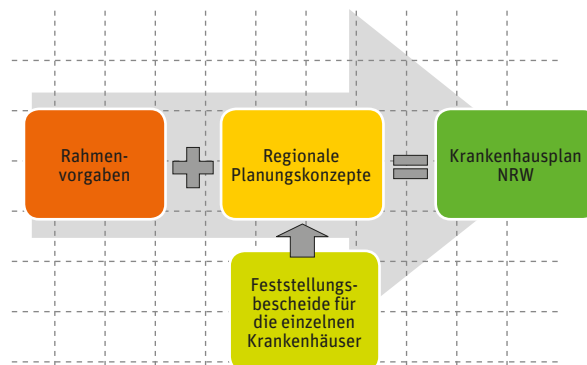 Rahmen-
vorgaben
Regionale
Planungskonzepte
Krankenhausplan
NRW
Feststellungs-
bescheide für
die einzelnen
Krankenhäuser